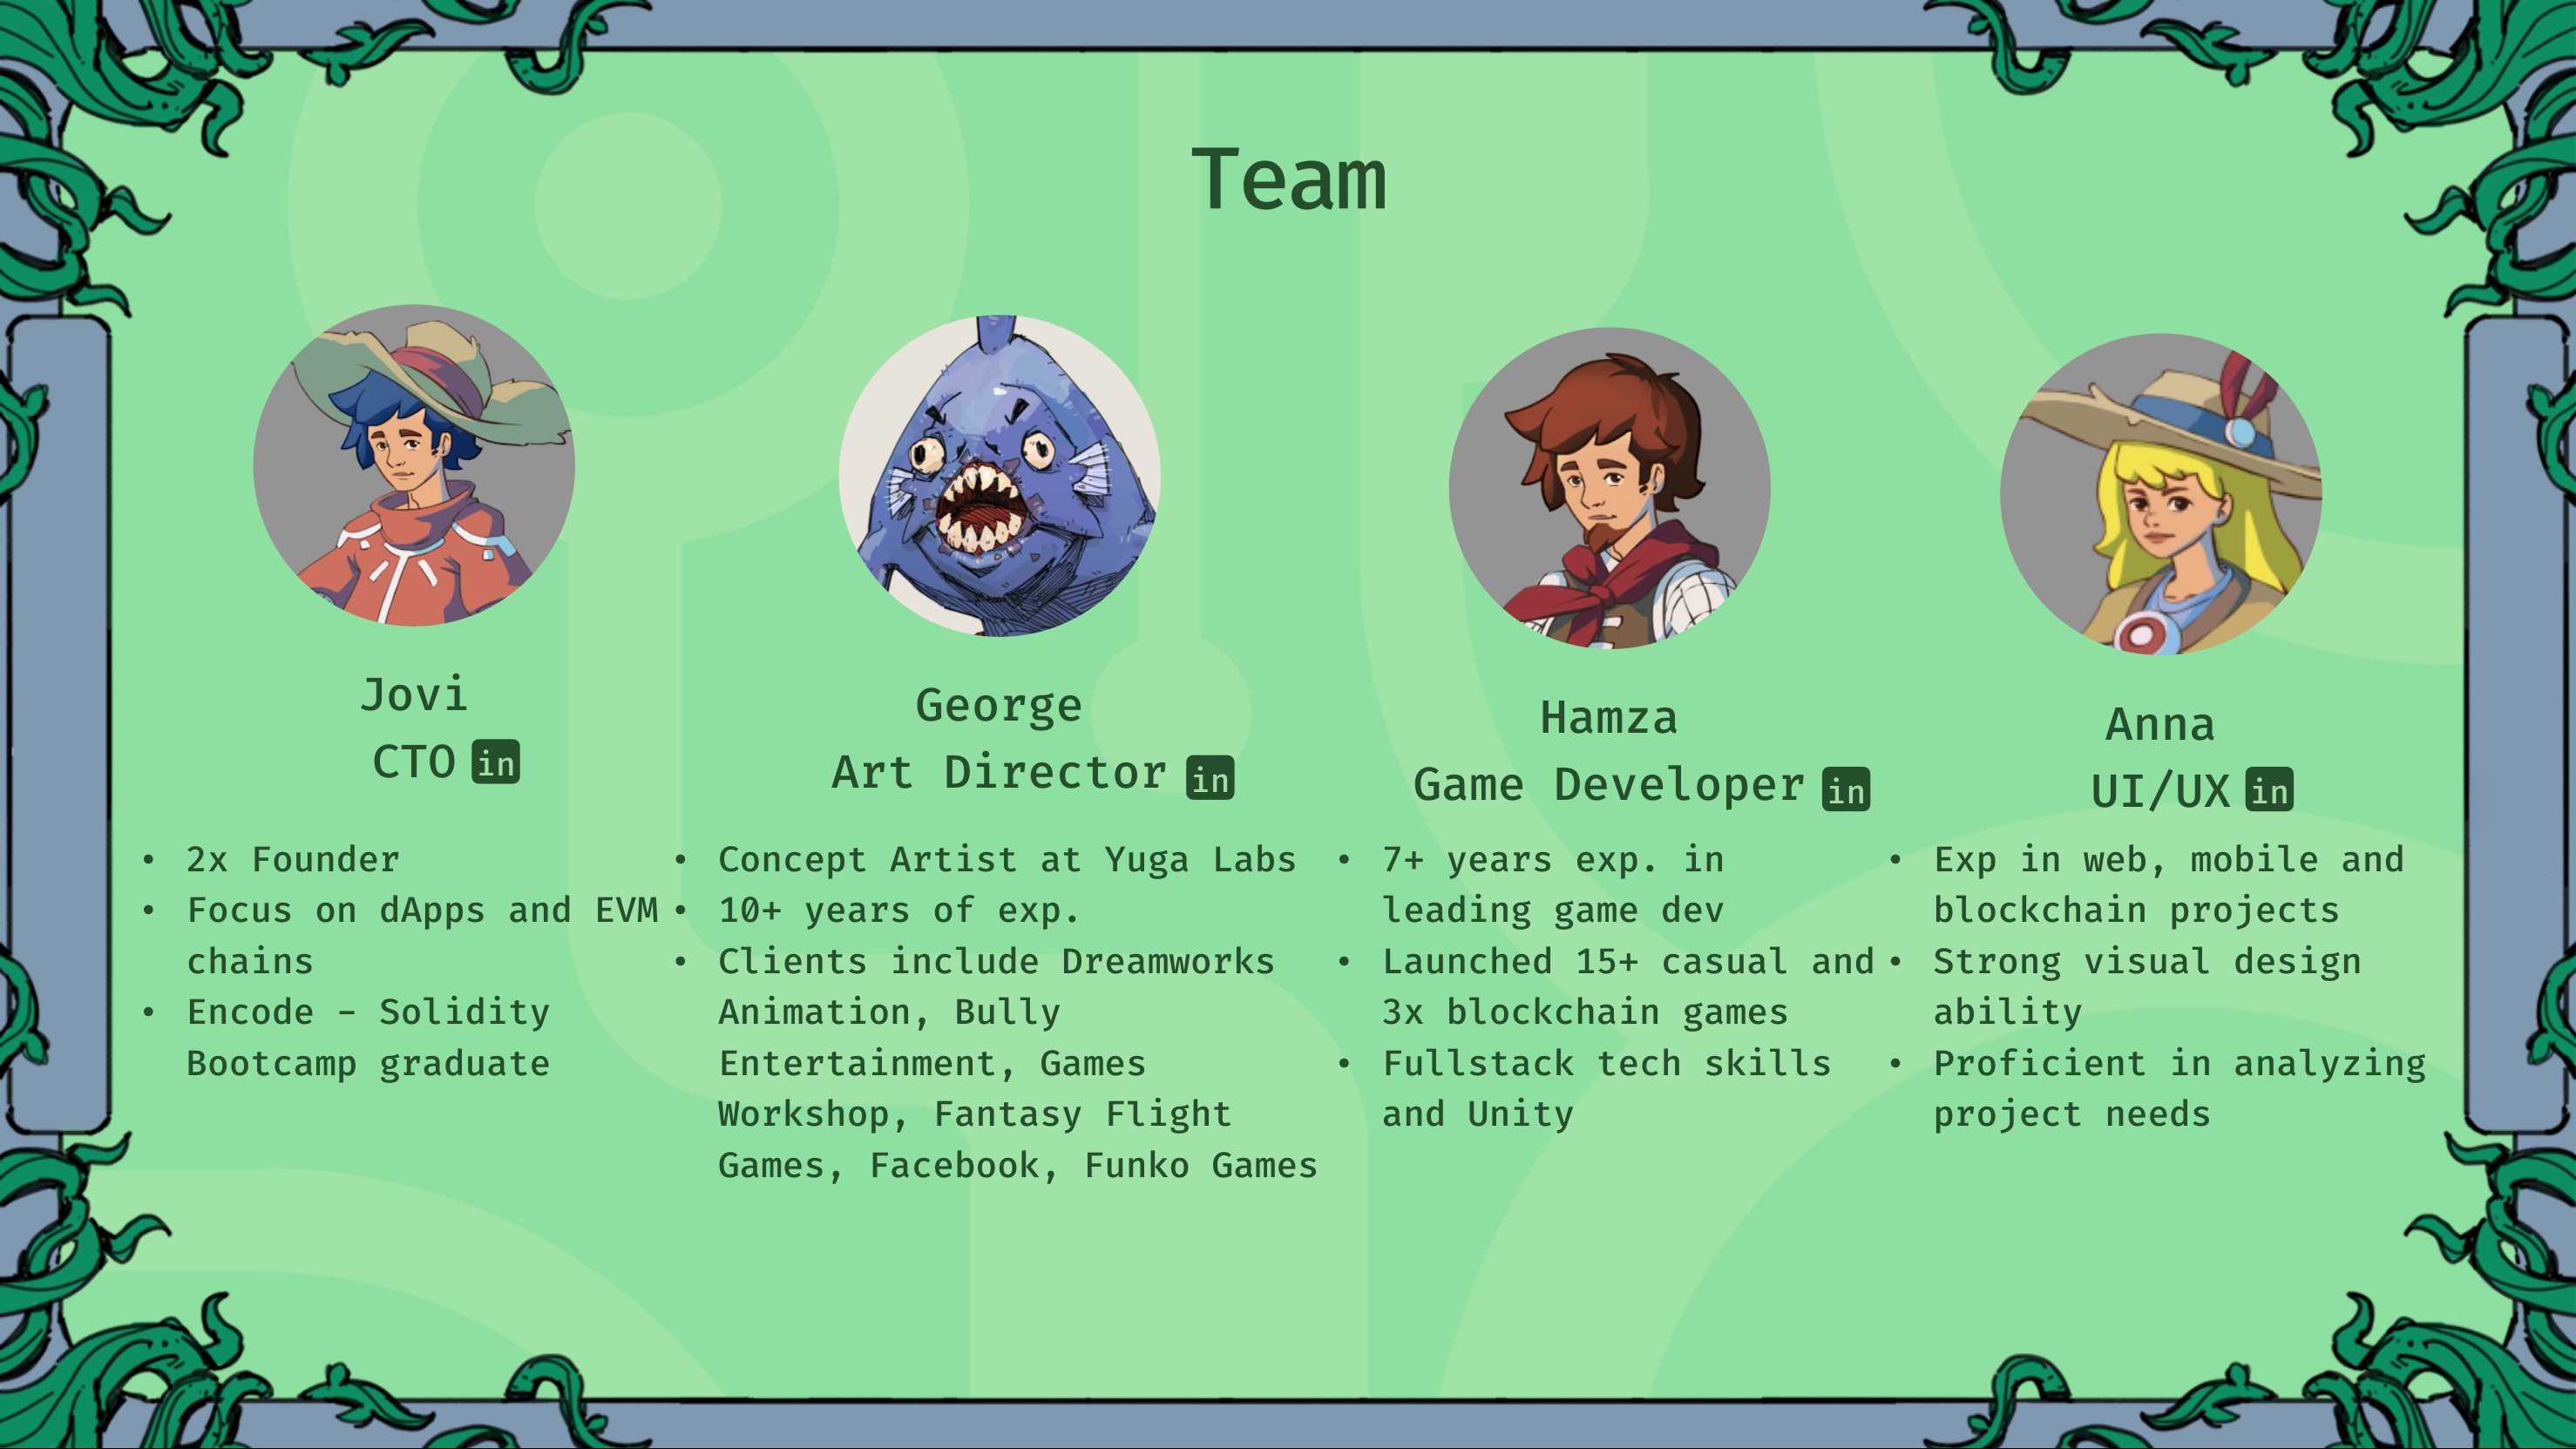 Team
Jovi
CTO in
• 2x Founder
• Focus on dApps and EVM
chains
• Encode – Solidity
Bootcamp graduate
George
Art Director in
• Concept Artist at Yuga Labs
• 10+ years of exp.
• Clients include Dreamworks
Animation, Bully
Entertainment, Games
Workshop, Fantasy Flight
Games, Facebook, Funko Games
Hamza
Game Developer in
• 7+ years exp. in
leading game dev
• Launched 15+ casual and
3x blockchain games
• Fullstack tech skills
and Unity
Anna
UI/UX in
• Exp in web, mobile and
blockchain projects
• Strong visual design
ability
• Proficient in analyzing
project needs